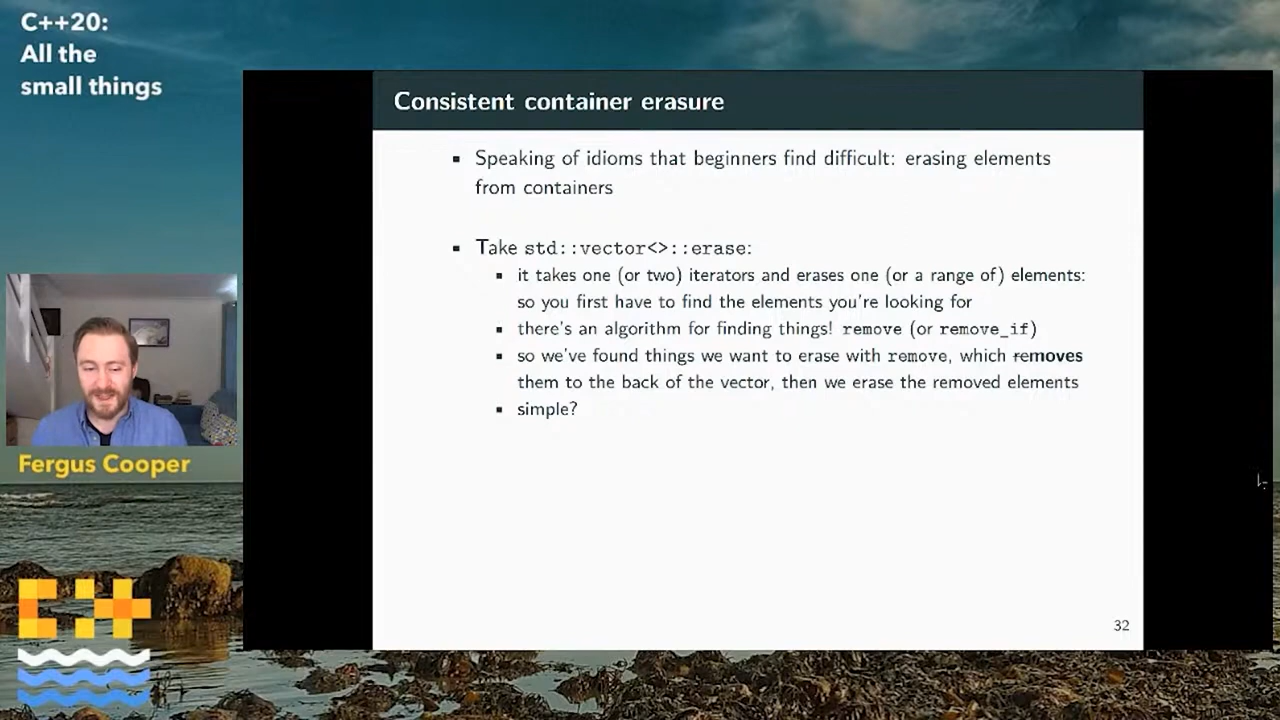 C++20:
All the
small things
Consistent container erasure
▪ Speaking of idioms that beginners find difficult: erasing elements
from containers
▪ Take std::vector<>::erase:
▪ it takes one (or two) iterators and erases one (or a range of) elements:
so you first have to find the elements you're looking for
▪ there's an algorithm for finding things! remove (or remove_if)
▪ so we've found things we want to erase with remove, which removes
them to the back of the vector, then we erase the removed elements
▪ simple?
32
Fergus Cooper